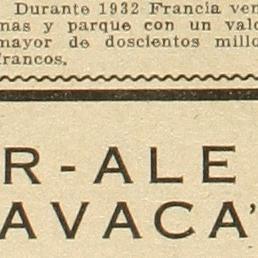 Durante 1932 Francia ven
nas y parque con un valo
mayor de doscientos millo
francos.
R-ALE
AVACA"